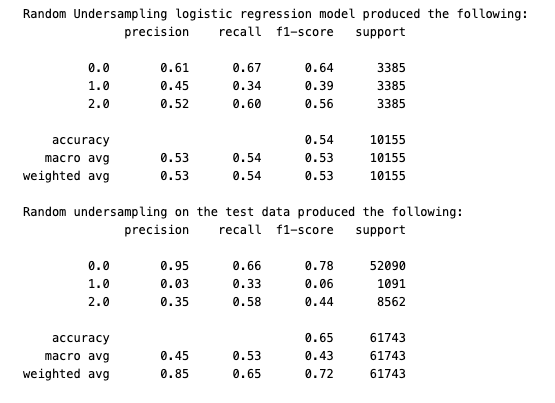 Random Undersampling logistic regression model produced the following:
precision recall f1-score support
0.0 0.61 0.67 0.64 3385
1.0 0.45 0.34 0.39 3385
2.0 0.52 0.60 0.56 3385
accuracy 0.54 10155
macro avg 0.53 0.54 0.53 10155
weighted avg 0.53 0.54 0.53 10155
Random undersampling on the test data produced the following:
precision recall f1-score support
0.0 0.95 0.66 0.78 52090
1.0 0.03 0.33 0.06 1091
2.0 0.35 0.58 0.44 8562
accuracy 0.65 61743
macro avg 0.45 0.53 0.43 61743
weighted avg 0.85 0.65 0.72 61743